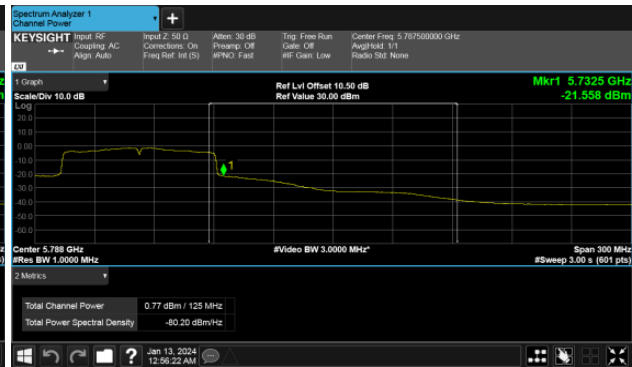 Spectrum Analyzer 1
Channel Power
+
KEYSIGHT
Input: RF
Coupling: AC
Align: Auto
Input Z: 50 Ω
Corrections: On
Freq Ref: Int (S)
Atten: 30 dB
Preamp: Off
#PNO: Fast
Trig: Free Run
Gate: Off
#IF Gain: Low
Center Freq: 5.787500000 GHz
Avg|Hold: 1/1
Radio Std: None
LXI
1 Graph
Scale/Div 10.0 dB
Ref Lvl Offset 10.50 dB
Ref Value 30.00 dBm
Mkr1 5.7325 GHz
-21.558 dBm
Log
20.0
10.0
0.00
-10.0
-20.0
-30.0
-40.0
-50.0
-60.0
1
Center 5.788 GHz
#Res BW 1.0000 MHz
#Video BW 3.0000 MHz*
Span 300 MHz
#Sweep 3.00 s (601 pts)
2 Metrics
Total Channel Power 0.77 dBm / 125 MHz
Total Power Spectral Density -80.20 dBm/Hz
?
Jan 13, 2024
12:56:22 AM